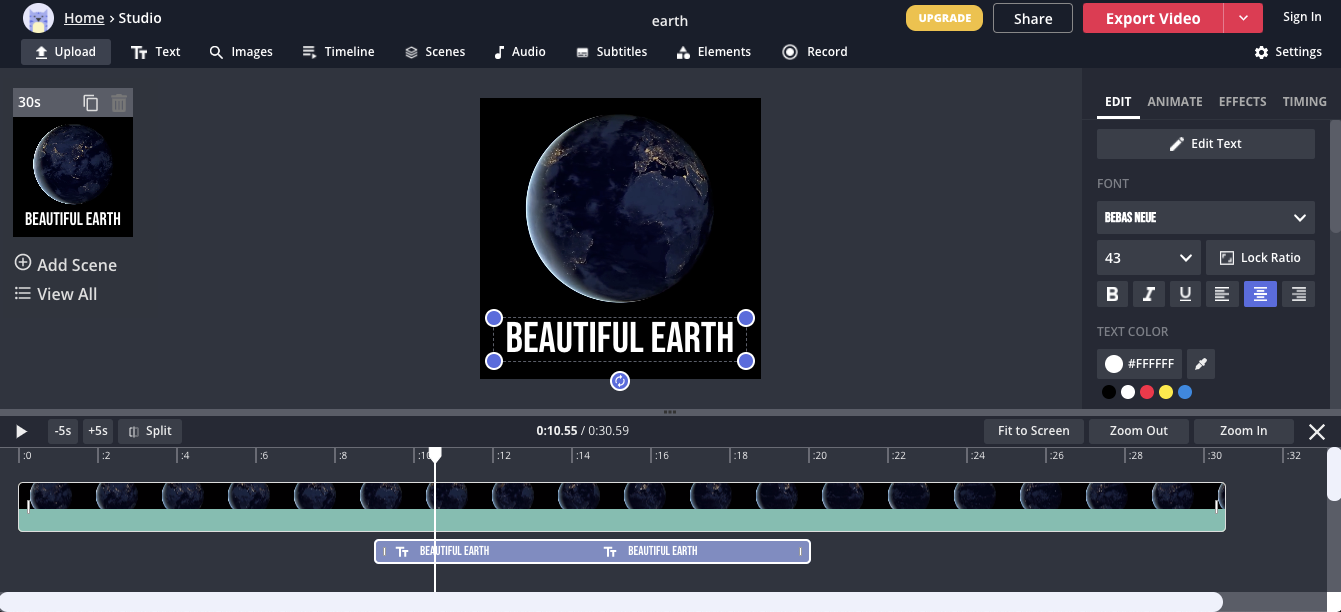 Home › Studio
earth
UPGRADE
Share
Export Video
Sign In
Upload
Text
Images
Timeline
Scenes
Audio
Subtitles
Elements
Record
Settings
30s
BEAUTIFUL EARTH
Add Scene
View All
BEAUTIFUL EARTH
EDIT
ANIMATE
EFFECTS
TIMING
Edit Text
FONT
BEBAS NEUE
43
Lock Ratio
B I U
TEXT COLOR
#FFFFFF
-5s
+5s
Split
0:10.55 / 0:30.59
Fit to Screen
Zoom Out
Zoom In
:0 :2 :4 :6 :8 :10 :12 :14 :16 :18 :20 :22 :24 :26 :28 :30 :32
BEAUTIFUL EARTH
BEAUTIFUL EARTH